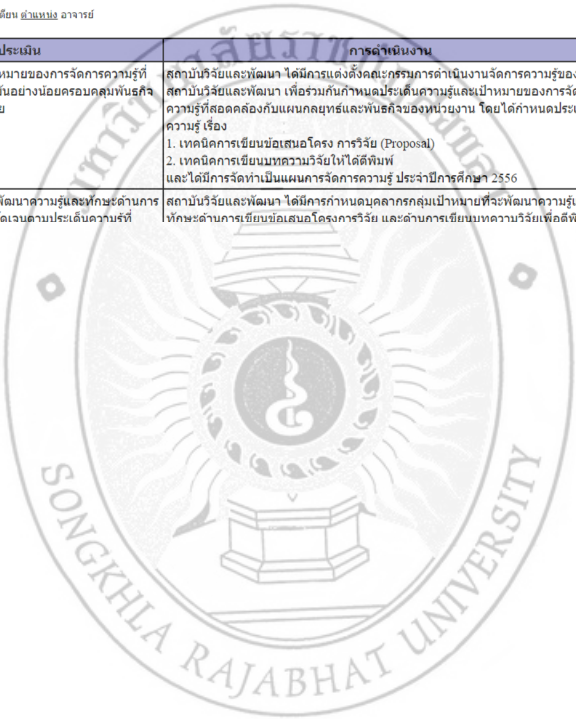 ตำแหน่ง อาจารย์
ประเมิน
การดำเนินงาน
หมายของการจัดการความรู้ที่
อย่างน้อยครอบคลุมพันธกิจ
สถาบันวิจัยและพัฒนา ได้มีการแต่งตั้งคณะกรรมการดำเนินงานจัดการความรู้ของ
สถาบันวิจัยและพัฒนา เพื่อร่วมกันกำหนดประเด็นความรู้และเป้าหมายของการจัด
ความรู้ที่สอดคล้องกับแผนกลยุทธ์และพันธกิจของหน่วยงาน โดยได้กำหนดประเ
ความรู้ เรื่อง
1. เทคนิคการเขียนข้อเสนอโครง การวิจัย (Proposal)
2. เทคนิคการเขียนบทความวิจัยให้ได้ตีพิมพ์
และได้มีการจัดทำเป็นแผนการจัดการความรู้ ประจำปีการศึกษา 2556
พัฒนาความรู้และทักษะด้านการ
ดเจนตามประเด็นความรู้ที่
สถาบันวิจัยและพัฒนา ได้มีการกำหนดบุคลากรกลุ่มเป้าหมายที่จะพัฒนาความรู้แ
ทักษะด้านการเขียนข้อเสนอโครงการวิจัย และด้านการเขียนบทความวิจัยเพื่อตีพิ
SONGKHLA RAJABHAT UNIVERSITY